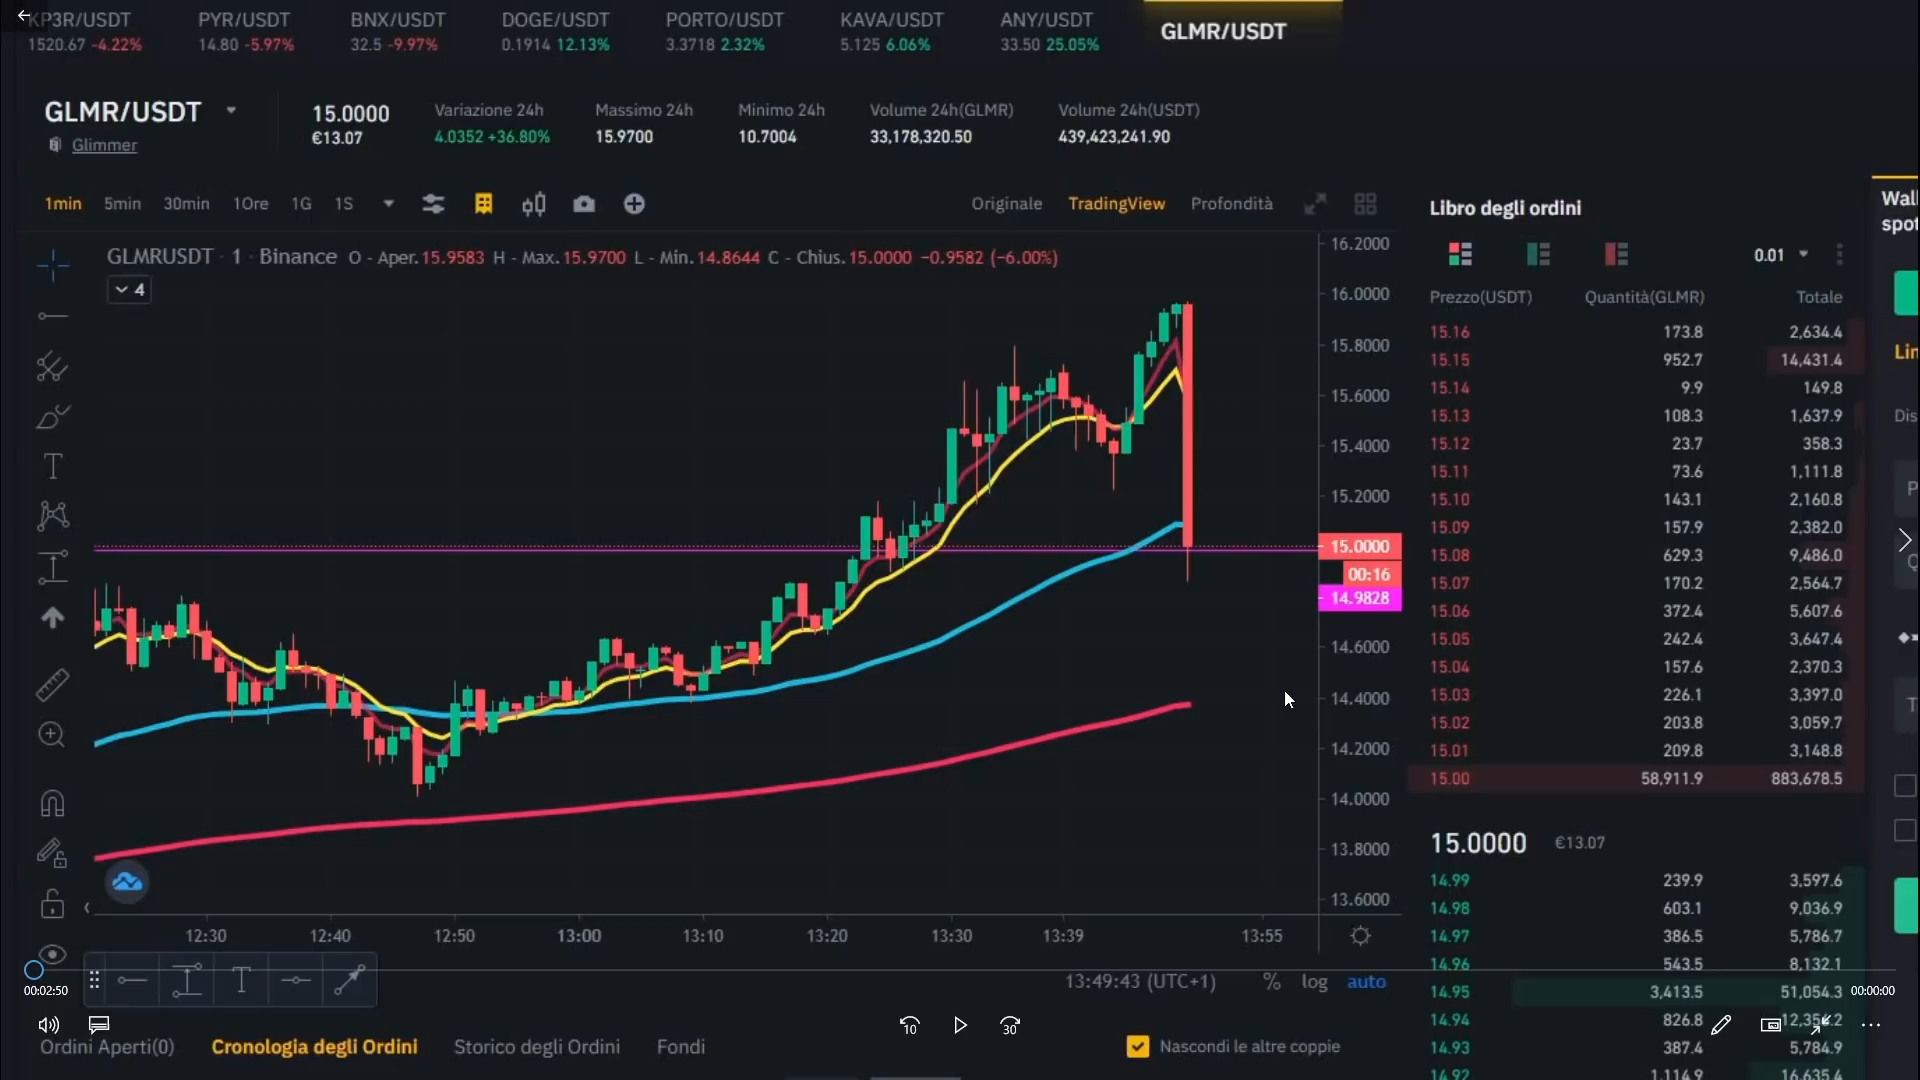 KP3R/USDT PYR/USDT BNX/USDT DOGE/USDT PORTO/USDT KAVA/USDT ANY/USDT GLMR/USDT
1520.67 -4.22% 14.80 -5.97% 32.5 -9.97% 0.1914 12.13% 3.3718 2.32% 5.125 6.06% 33.50 25.05%
GLMR/USDT 15.0000 Variazione 24h Massimo 24h Minimo 24h Volume 24h(GLMR) Volume 24h(USDT)
Glimmer €13.07 4.0352 +36.80% 15.9700 10.7004 33,178,320.50 439,423,241.90
1min 5min 30min 1Ore 1G 1S Originale TradingView Profondità
GLMRUSDT · 1 · Binance O - Aper.15.9583 H - Max.15.9700 L - Min.14.8644 C - Chius.15.0000 −0.9582 (−6.00%)
4
16.2000
16.0000
15.8000
15.6000
15.4000
15.2000
15.0000
00:16
14.9828
14.6000
14.4000
14.2000
14.0000
13.8000
13.6000
12:30 12:40 12:50 13:00 13:10 13:20 13:30 13:39 13:55
13:49:43 (UTC+1) % log auto
Libro degli ordini
0.01
Prezzo(USDT) Quantità(GLMR) Totale
15.16 173.8 2,634.4
15.15 952.7 14,431.4
15.14 9.9 149.8
15.13 108.3 1,637.9
15.12 23.7 358.3
15.11 73.6 1,111.8
15.10 143.1 2,160.8
15.09 157.9 2,382.0
15.08 629.3 9,486.0
15.07 170.2 2,564.7
15.06 372.4 5,607.6
15.05 242.4 3,647.4
15.04 157.6 2,370.3
15.03 226.1 3,397.0
15.02 203.8 3,059.7
15.01 209.8 3,148.8
15.00 58,911.9 883,678.5
15.0000 €13.07
14.99 239.9 3,597.6
14.98 603.1 9,036.9
14.97 386.5 5,786.7
14.96 543.5 8,132.1
14.95 3,413.5 51,054.3
14.94 826.8 12,354.2
14.93 387.4 5,784.9
14.92 1,114.9 16,635.4
Wall
spot
Lin
Dis
P
Q
T
00:02:50 00:00:00
10 30
Ordini Aperti(0) Cronologia degli Ordini Storico degli Ordini Fondi Nascondi le altre coppie